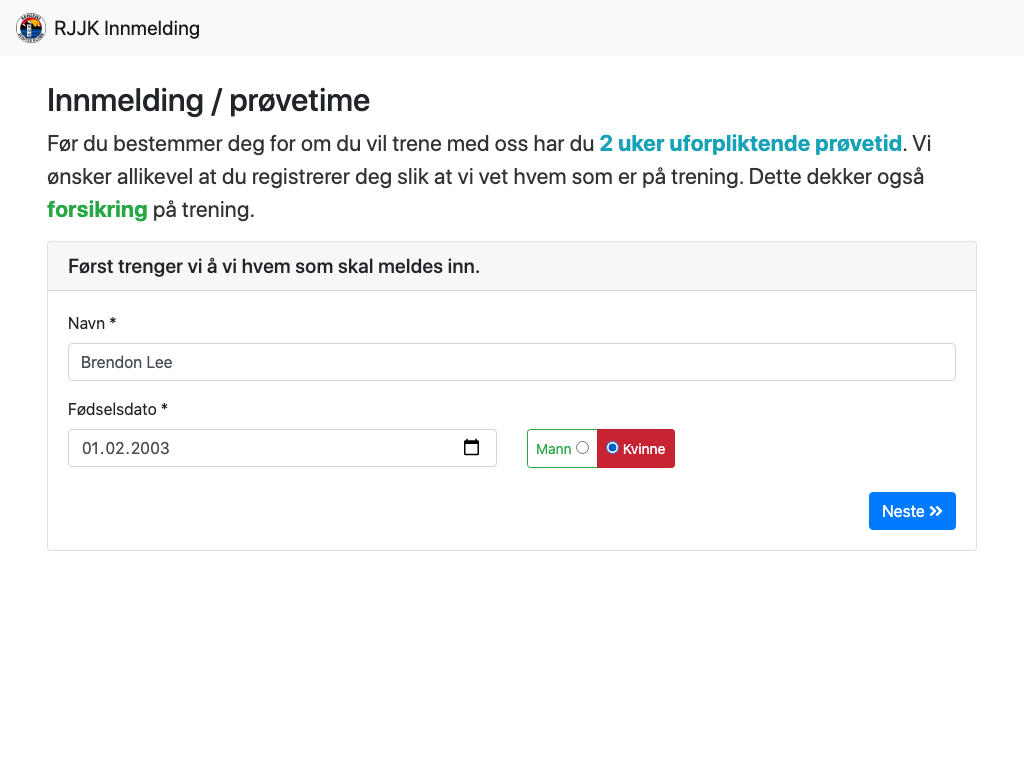 RJJK Innmelding
Innmelding / prøvetime
Før du bestemmer deg for om du vil trene med oss har du 2 uker uforpliktende prøvetid. Vi
ønsker allikevel at du registrerer deg slik at vi vet hvem som er på trening. Dette dekker også
forsikring på trening.
Først trenger vi å vi hvem som skal meldes inn.
Navn *
Brendon Lee
Fødselsdato *
01.02.2003
Mann Kvinne
Neste »